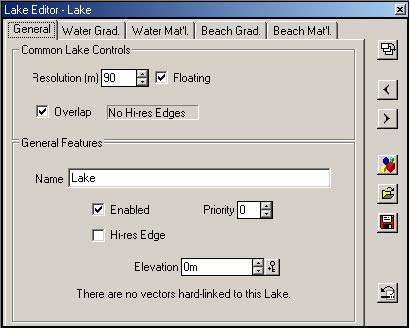 Lake Editor - Lake
General Water Grad. Water Mat'l. Beach Grad. Beach Mat'l.
Common Lake Controls
Resolution (m) 90 Floating
Overlap No Hi-res Edges
General Features
Name Lake
Enabled Priority 0
Hi-res Edge
Elevation 0m
There are no vectors hard-linked to this Lake.